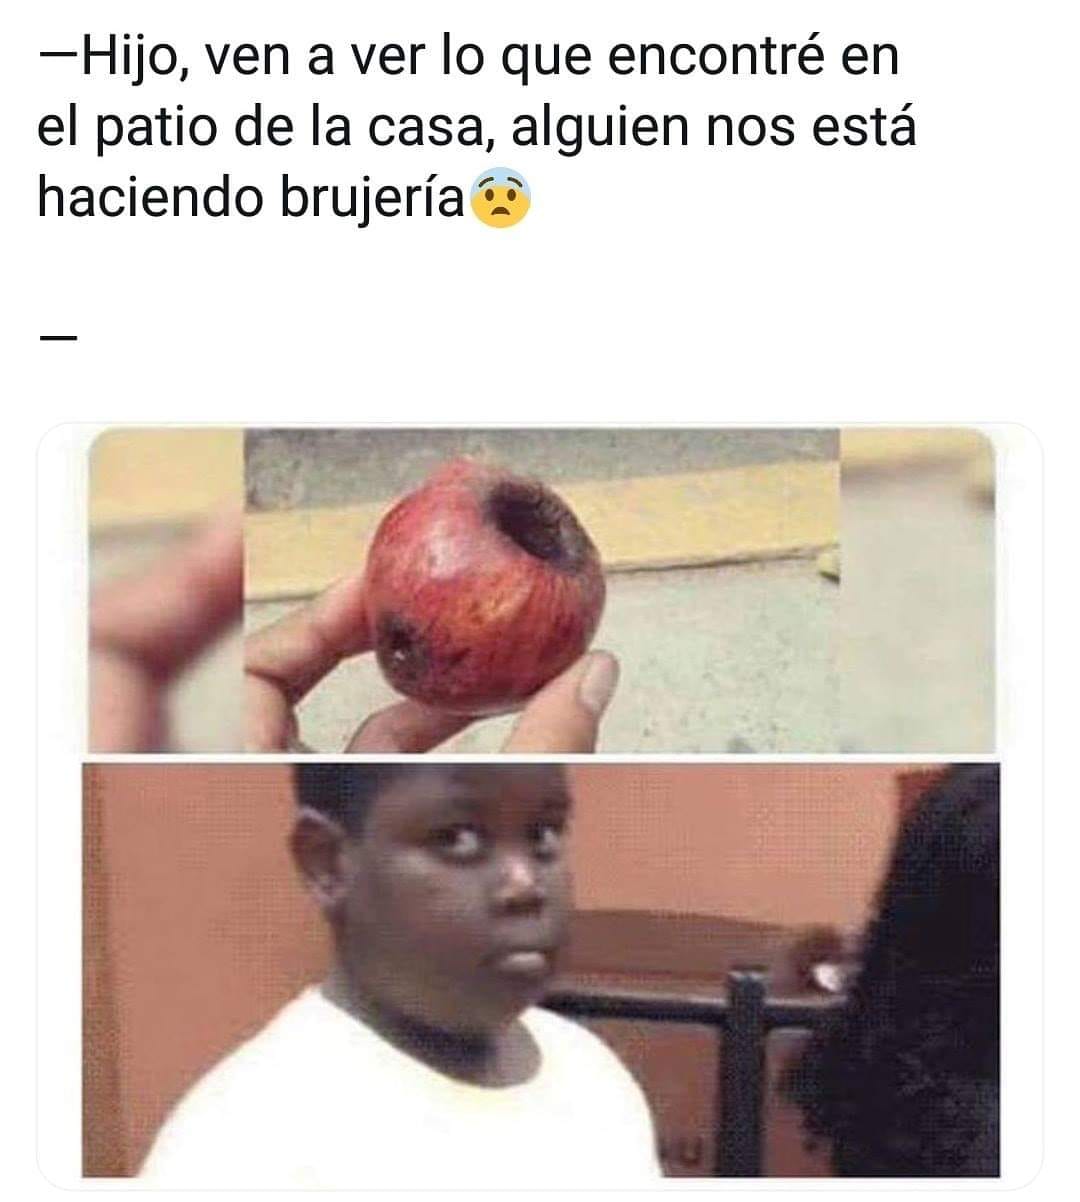 —Hijo, ven a ver lo que encontré en
el patio de la casa, alguien nos está
haciendo brujería😨
—